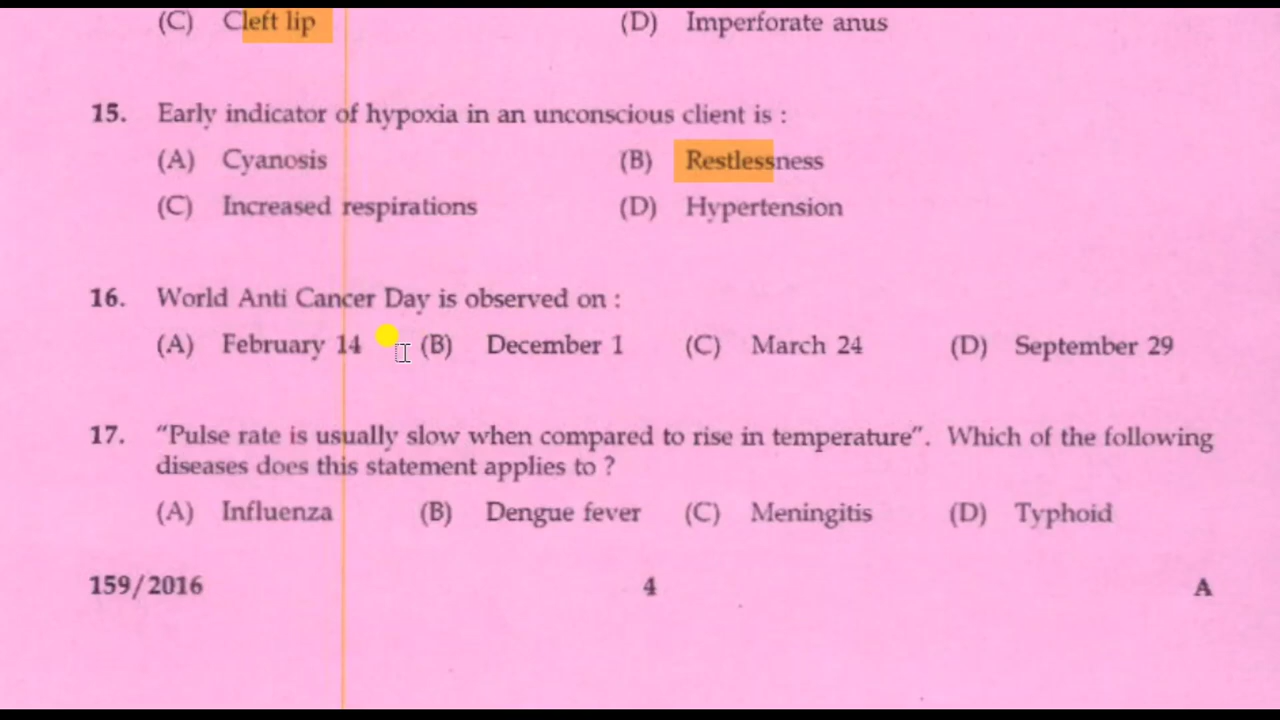 (C) Cleft lip (D) Imperforate anus
15. Early indicator of hypoxia in an unconscious client is :
(A) Cyanosis (B) Restlessness
(C) Increased respirations (D) Hypertension
16. World Anti Cancer Day is observed on :
(A) February 14 (B) December 1 (C) March 24 (D) September 29
17. “Pulse rate is usually slow when compared to rise in temperature”. Which of the following
diseases does this statement applies to ?
(A) Influenza (B) Dengue fever (C) Meningitis (D) Typhoid
159/2016 4 A